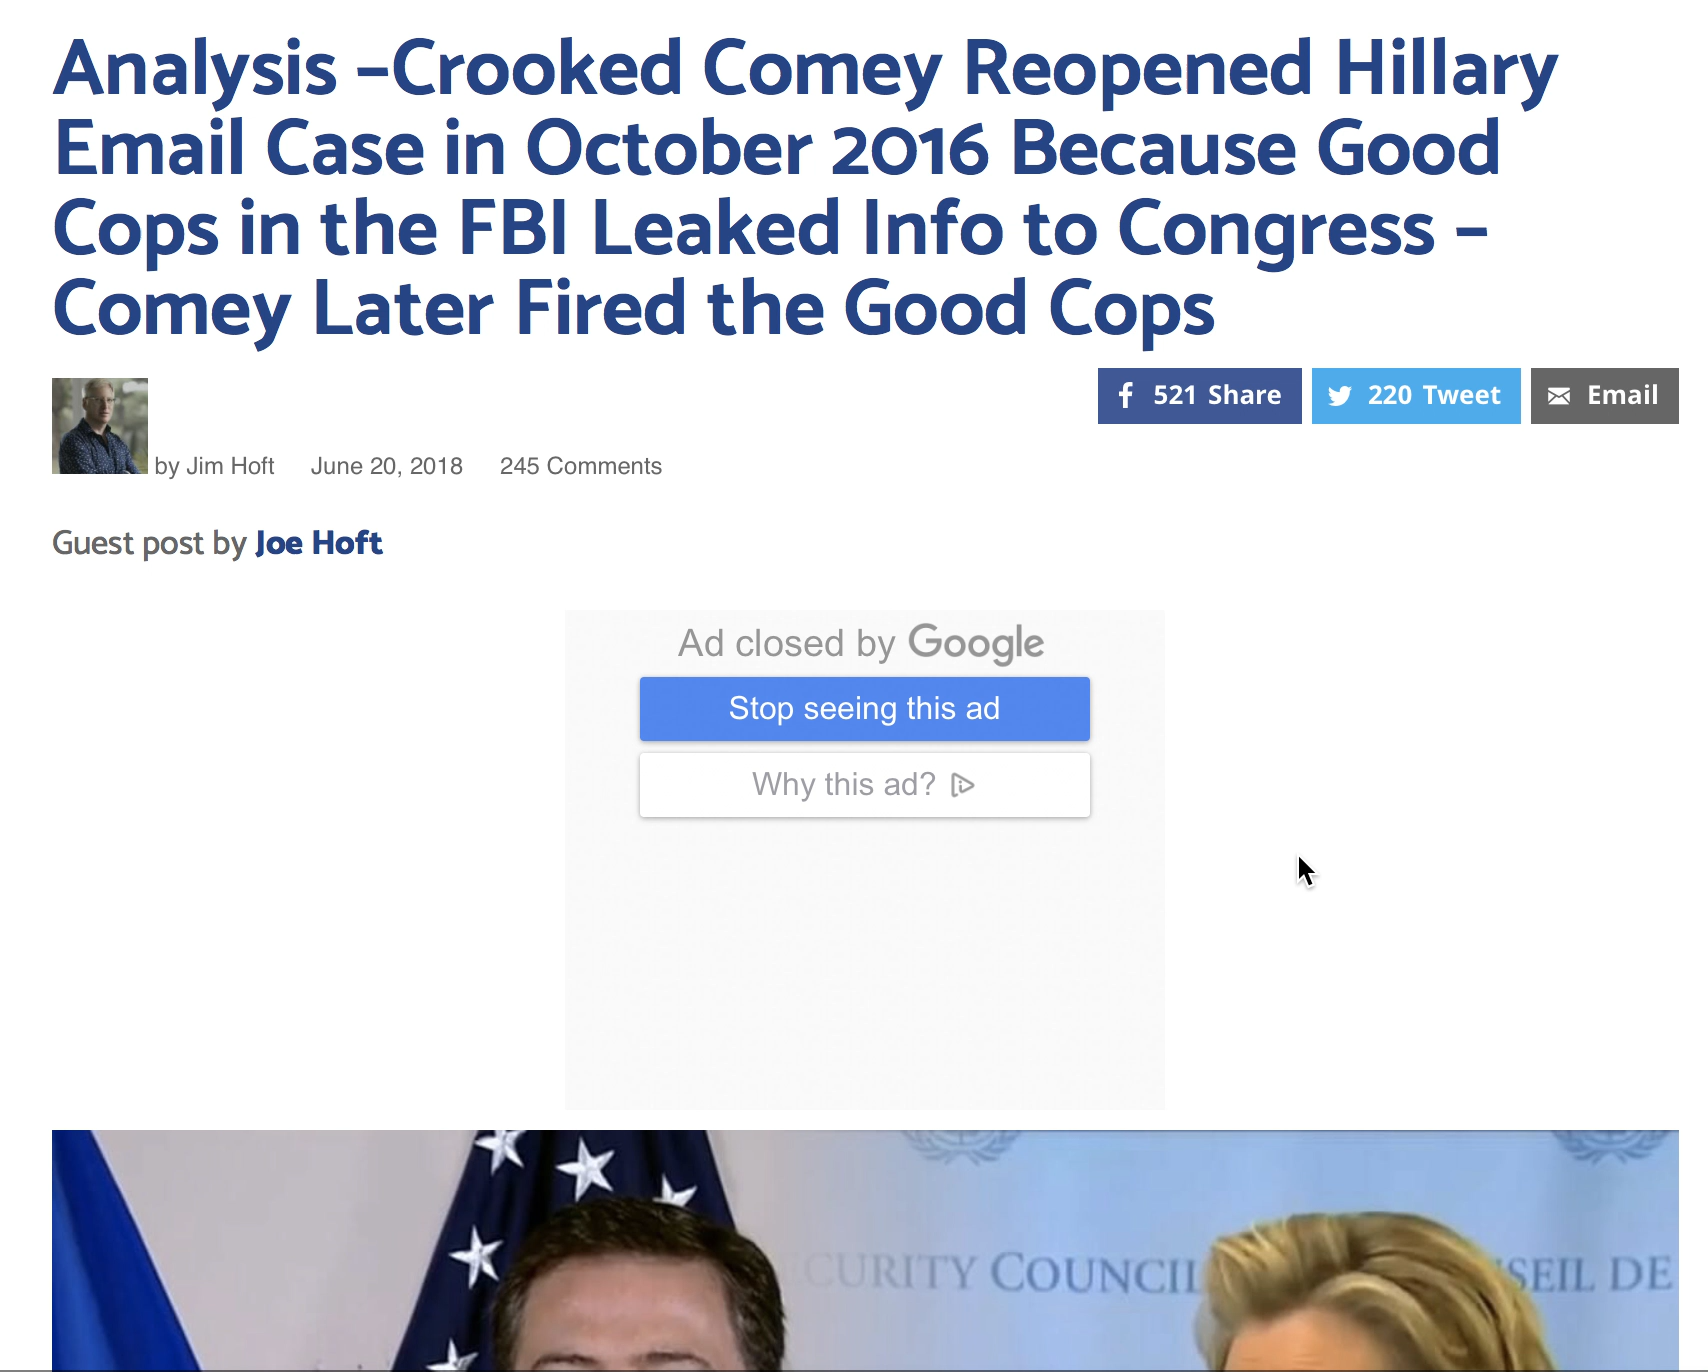 Analysis –Crooked Comey Reopened Hillary
Email Case in October 2016 Because Good
Cops in the FBI Leaked Info to Congress –
Comey Later Fired the Good Cops
521 Share
220 Tweet
Email
by Jim Hoft June 20, 2018 245 Comments
Guest post by Joe Hoft
Ad closed by Google
Stop seeing this ad
Why this ad?
CURITY COUNCIL SEIL DE